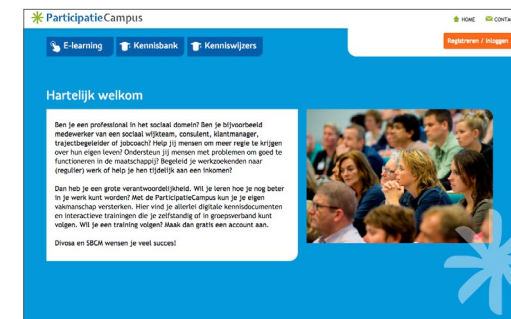 ParticipatieCampus
HOME CONTA
E-learning Kennisbank Kenniswijzers
Registreren / Inloggen
Hartelijk welkom
Ben je een professional in het sociaal domein? Ben je bijvoorbeeld
medewerker van een sociaal wijkteam, consulent, klantmanager,
trajectbegeleider of jobcoach? Help jij mensen om meer regie te krijgen
over hun eigen leven? Ondersteun jij mensen met problemen om goed te
functioneren in de maatschappij? Begeleid je werkzoekenden naar
(regulier) werk of help je hen tijdelijk aan een inkomen?
Dan heb je een grote verantwoordelijkheid. Wil je leren hoe je nog beter
in je werk kunt worden? Met de ParticipatieCampus kun je je eigen
vakmanschap versterken. Hier vind je allerlei digitale kennisdocumenten
en interactieve trainingen die je zelfstandig of in groepsverband kunt
volgen. Wil je een training volgen? Maak dan gratis een account aan.
Divosa en SBCM wensen je veel succes!